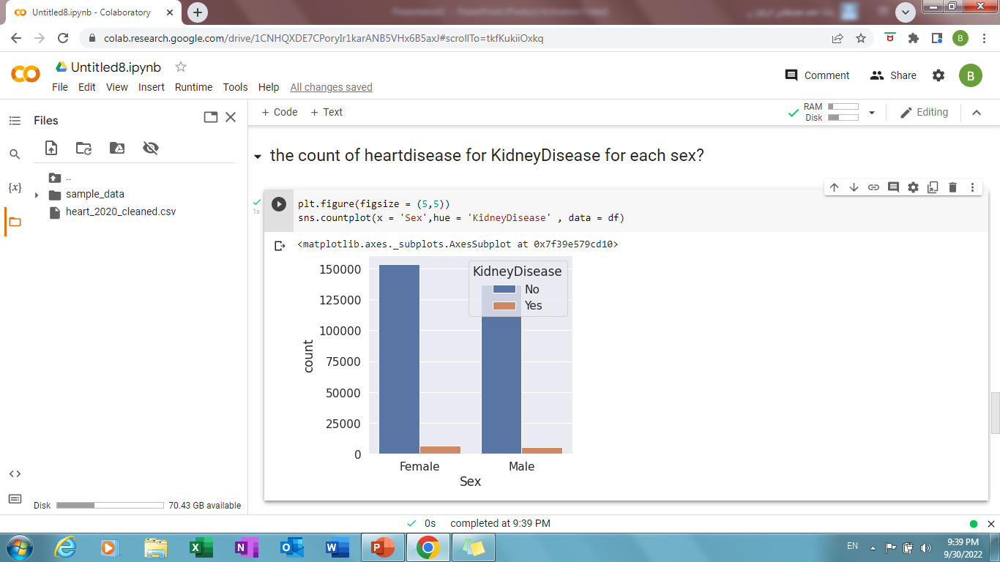 Untitled8.ipynb - Colaboratory
colab.research.google.com/drive/1CNHQXDE7CPoryIr1karANB5VHx6B5axJ#scrollTo=tkfKukiiOxkq
B
Untitled8.ipynb
File Edit View Insert Runtime Tools Help All changes saved
Comment Share B
Files
+ Code + Text
RAM
Disk
Editing
..
sample_data
heart_2020_cleaned.csv
{x}
the count of heartdisease for KidneyDisease for each sex?
1s
plt.figure(figsize = (5,5))
sns.countplot(x = 'Sex',hue = 'KidneyDisease' , data = df)
<matplotlib.axes._subplots.AxesSubplot at 0x7f39e579cd10>
KidneyDisease
No
Yes
150000
125000
100000
75000
50000
25000
0
count
Female Male
Sex
Disk 70.43 GB available
0s completed at 9:39 PM
EN
9:39 PM
9/30/2022